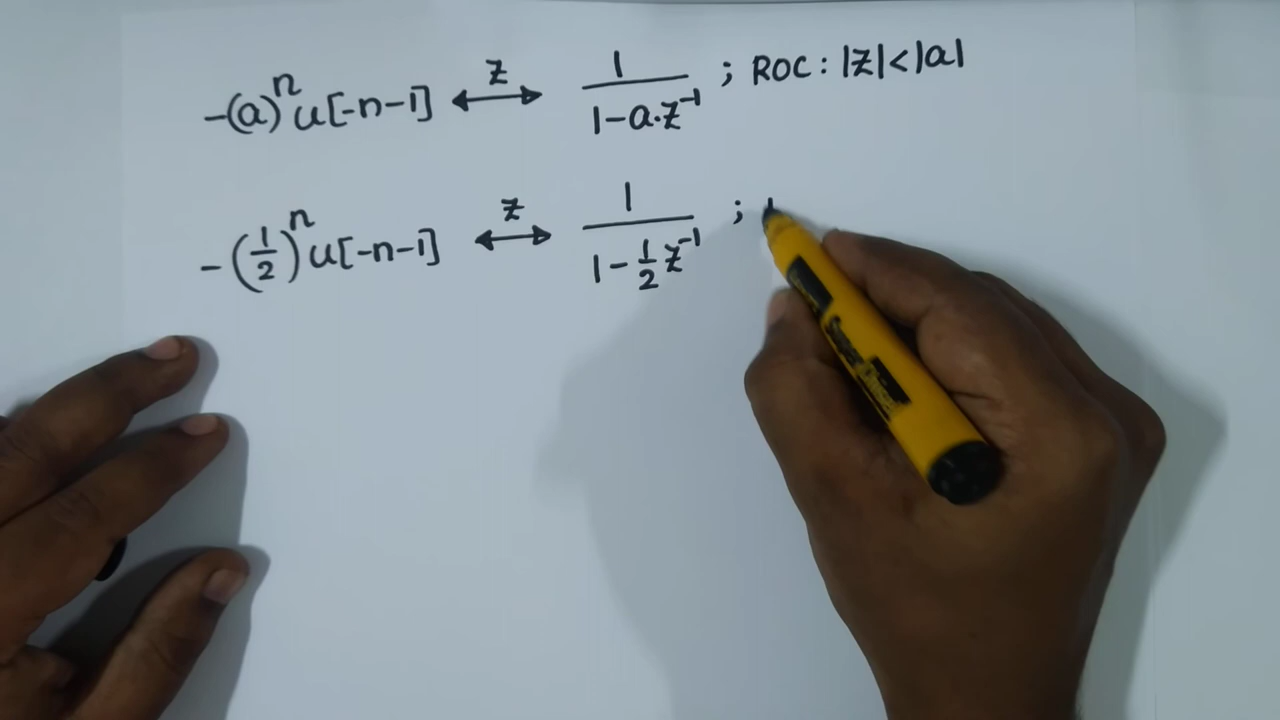 -(a)ⁿ u[-n-1] ↔ᶻ 1/(1-a·z⁻¹) ; ROC: |z|<|a|
-(1/2)ⁿ u[-n-1] ↔ᶻ 1/(1-1/2 z⁻¹) ;